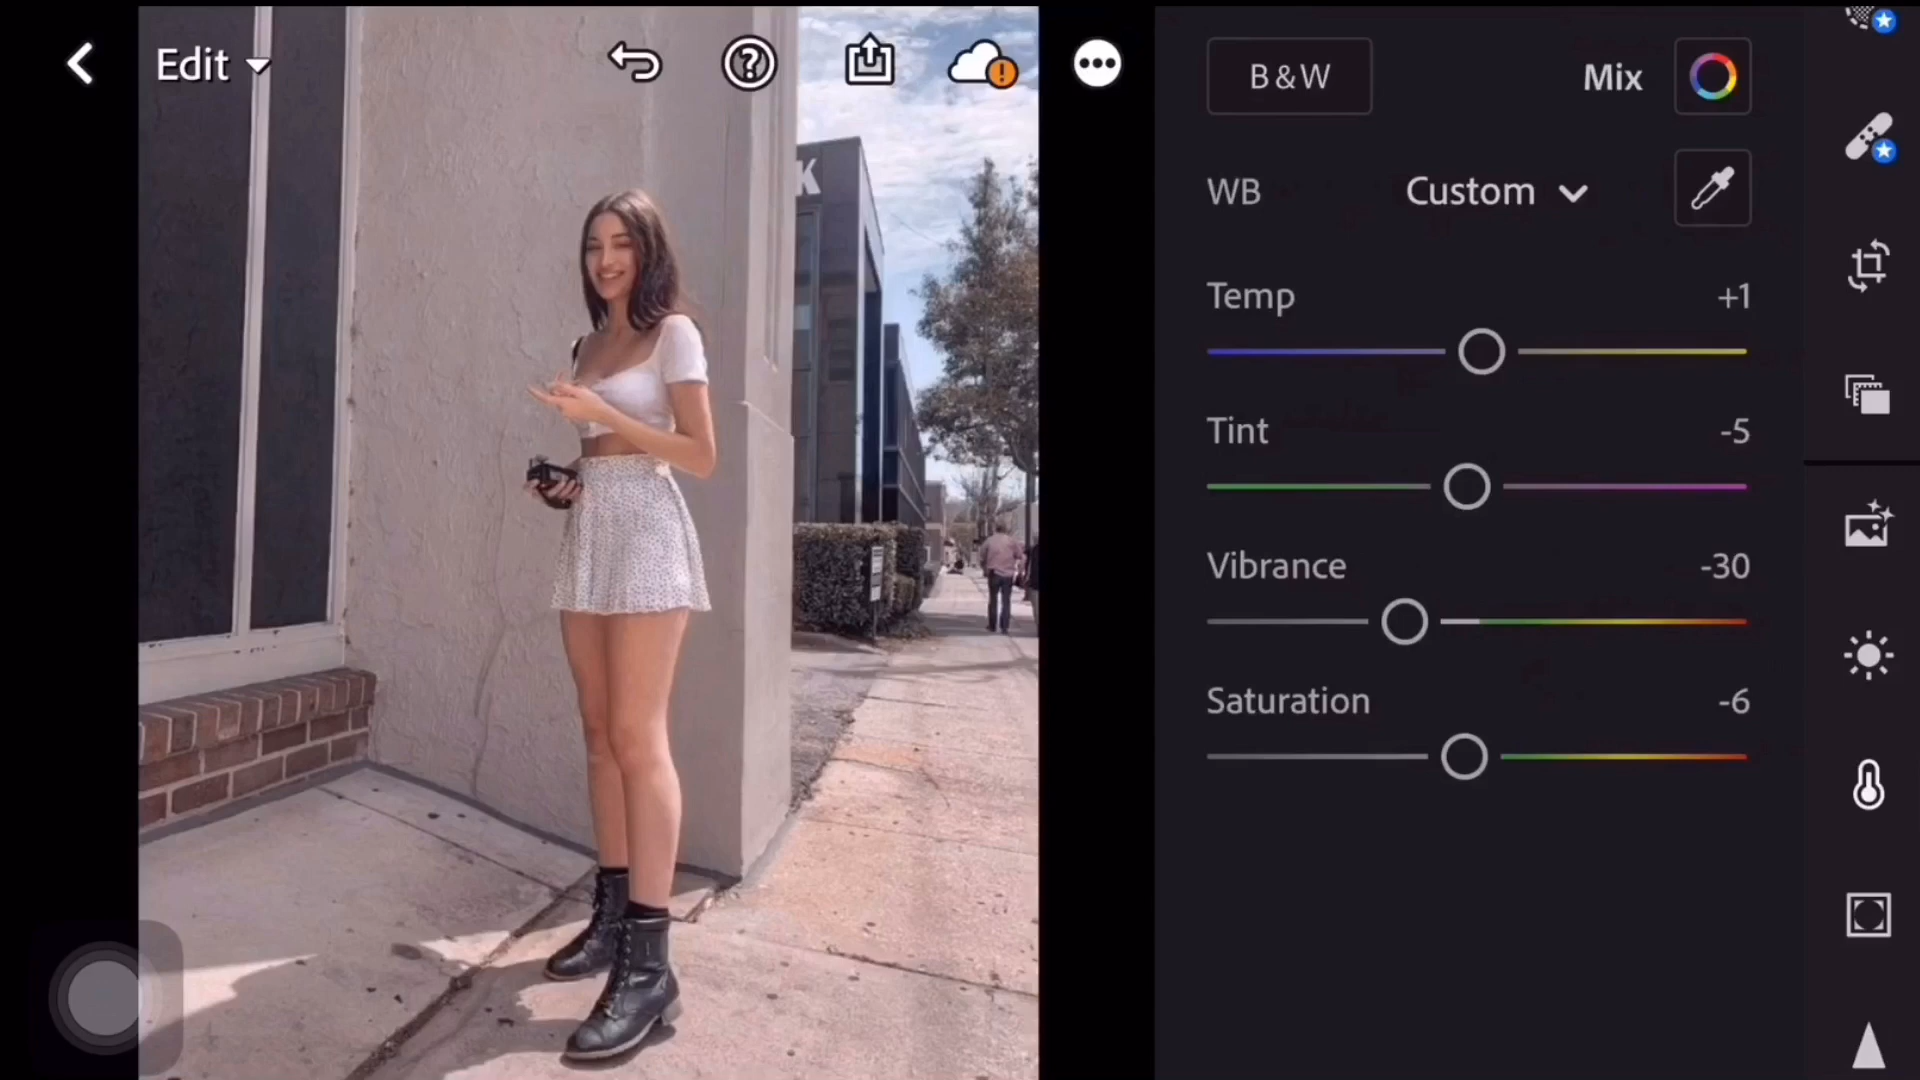 Edit
B&W
Mix
WB
Custom
Temp
+1
Tint
-5
Vibrance
-30
Saturation
-6
K